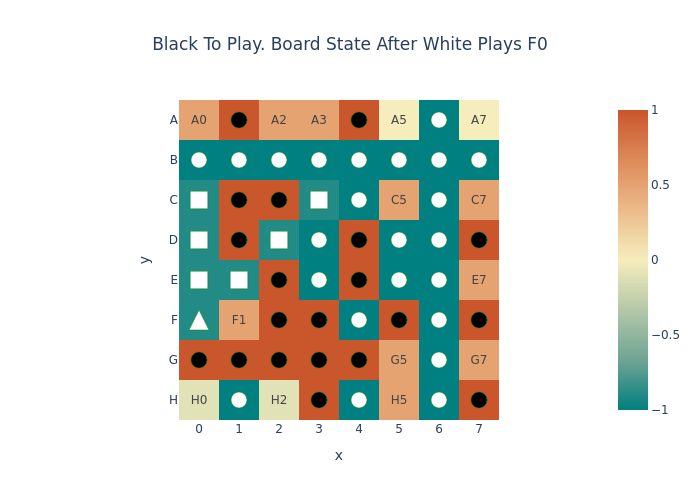 Black To Play. Board State After White Plays F0
A A0 A2 A3 A5 A7
B
C C5 C7
D
E E7
F F1
G G5 G7
H H0 H2 H5
0 1 2 3 4 5 6 7
x
y
1
0.5
0
−0.5
−1